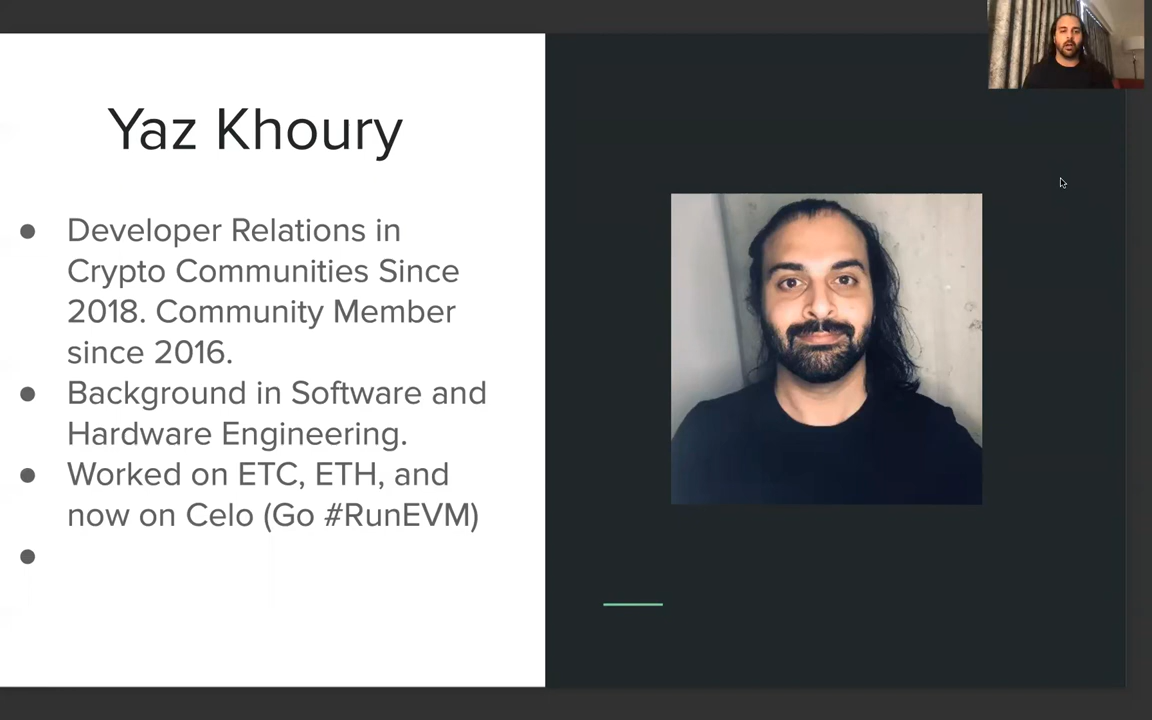 Yaz Khoury
● Developer Relations in
Crypto Communities Since
2018. Community Member
since 2016.
● Background in Software and
Hardware Engineering.
● Worked on ETC, ETH, and
now on Celo (Go #RunEVM)
●